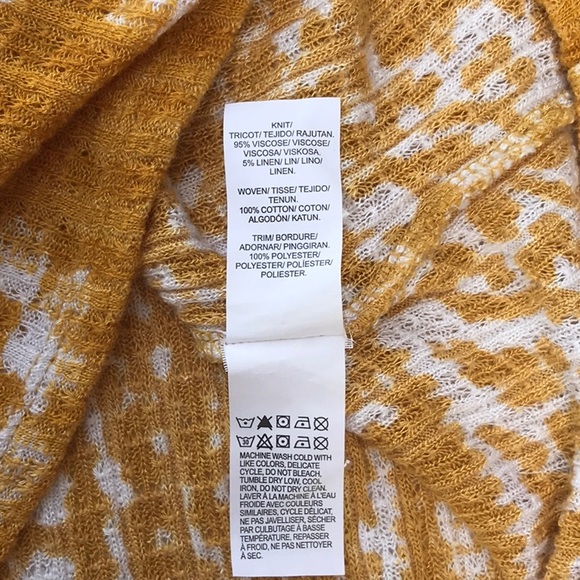 KNIT/
TRICOT/ TEJIDO/ RAJUTAN.
95% VISCOSE/ VISCOSE/
VISCOSA/ VISKOSA.
5% LINEN/ LIN/ LINO/
LINEN.
WOVEN/ TISSE/ TEJIDO/
TENUN.
100% COTTON/ COTON/
ALGODÓN/ KATUN.
TRIM/ BORDURE/
ADORNAR/ PINGGIRAN.
100% POLYESTER/
POLYESTER/ POLIÉSTER/
POLIESTER.
MACHINE WASH COLD WITH
LIKE COLORS, DELICATE
CYCLE, DO NOT BLEACH,
TUMBLE DRY LOW, COOL
IRON, DO NOT DRY CLEAN.
LAVER À LA MACHINE À L'EAU
FROIDE AVEC COULEURS
SIMILAIRES, CYCLE DÉLICAT,
NE PAS JAVELLISER, SÉCHER
PAR CULBUTAGE À BASSE
TEMPÉRATURE, REPASSER
À FROID, NE PAS NETTOYER
À SEC.